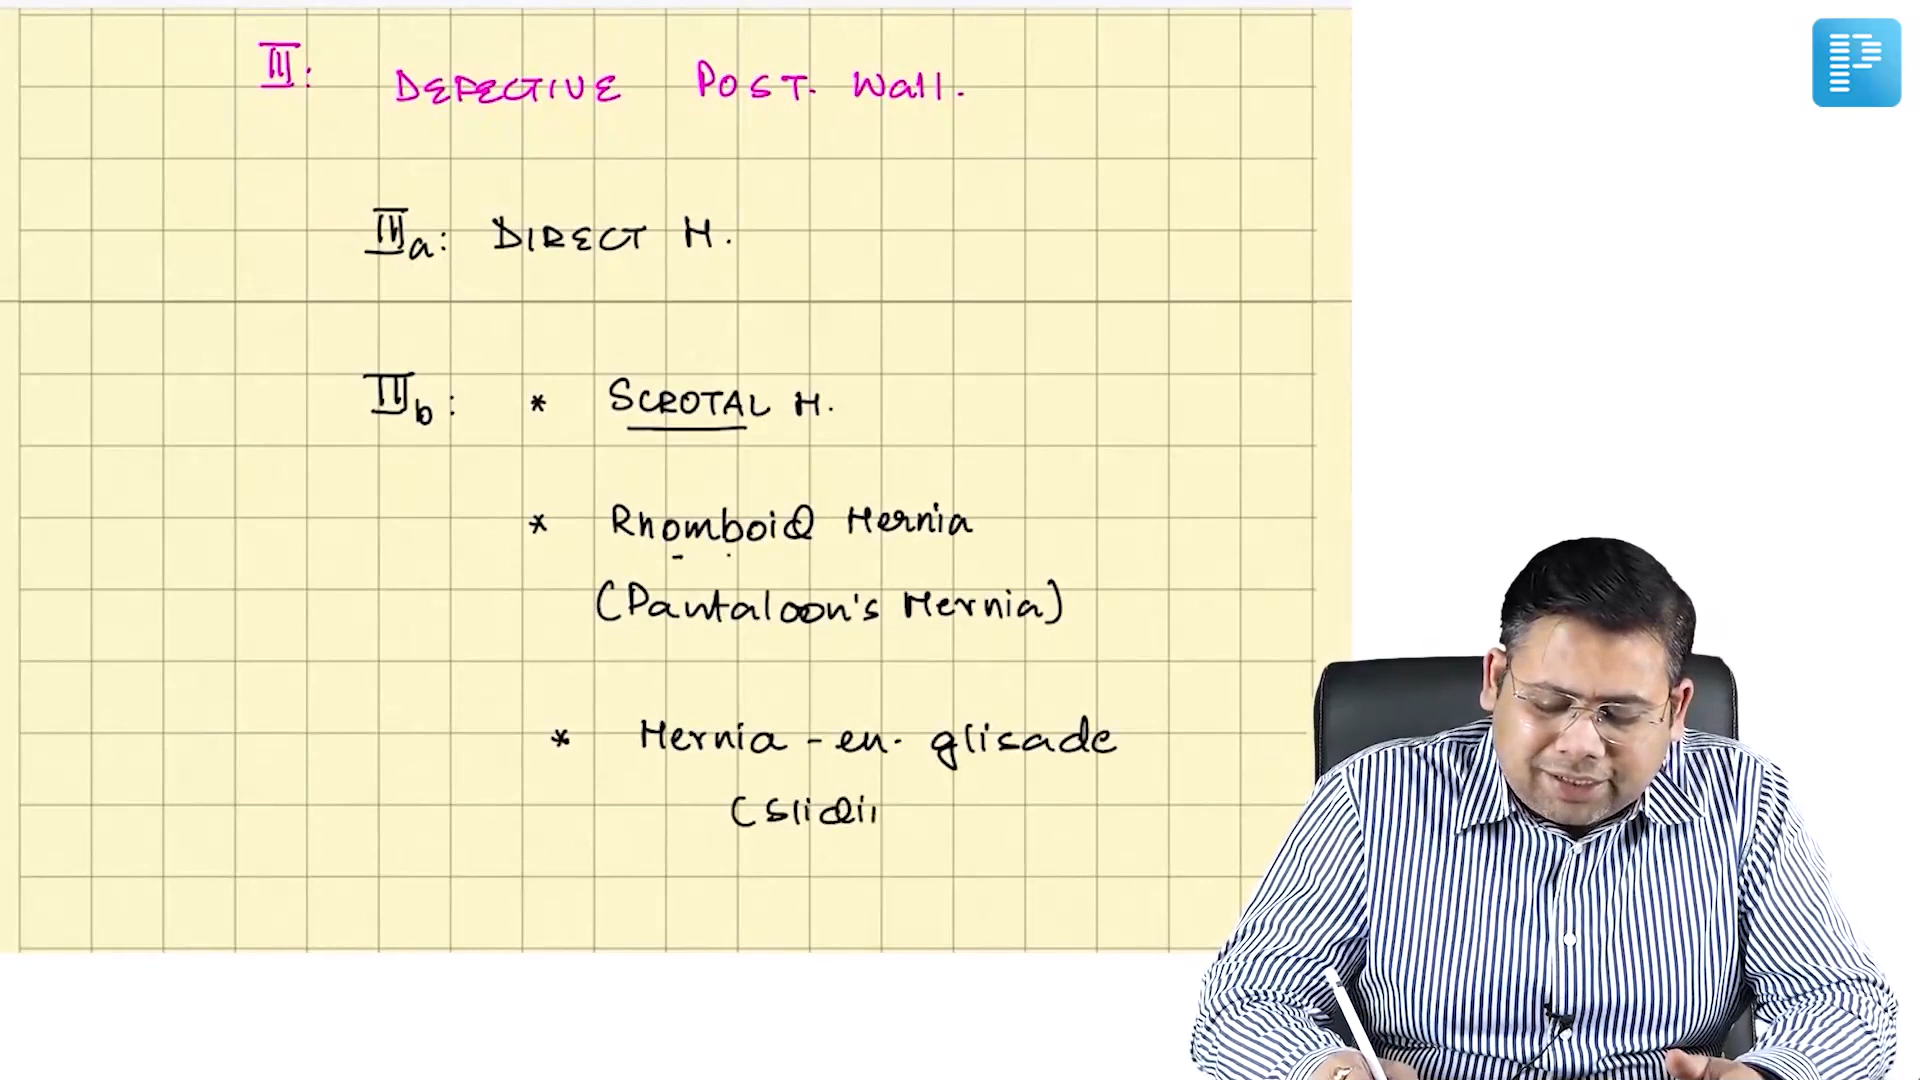 III: DEFECTIVE POST. Wall.
IIIa: DIRECT H.
IIIb: * SCROTAL H.
* Rhomboid Hernia
(Pantaloon's Hernia)
* Hernia-en-glisade
(Slidi